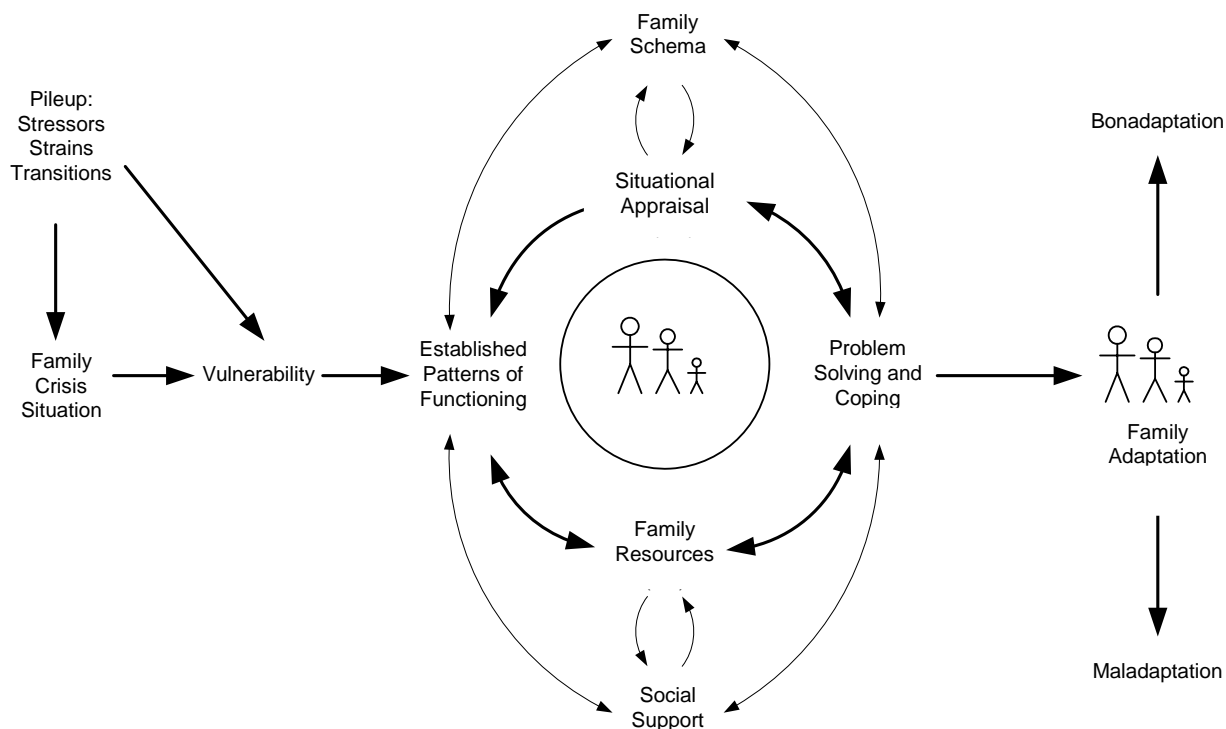 Family
Schema
Pileup:
Stressors
Strains
Transitions
Bonadaptation
Situational
Appraisal
Family
Crisis
Situation
Vulnerability
Established
Patterns of
Functioning
Problem
Solving and
Coping
Family
Adaptation
Family
Resources
Social
Support
Maladaptation